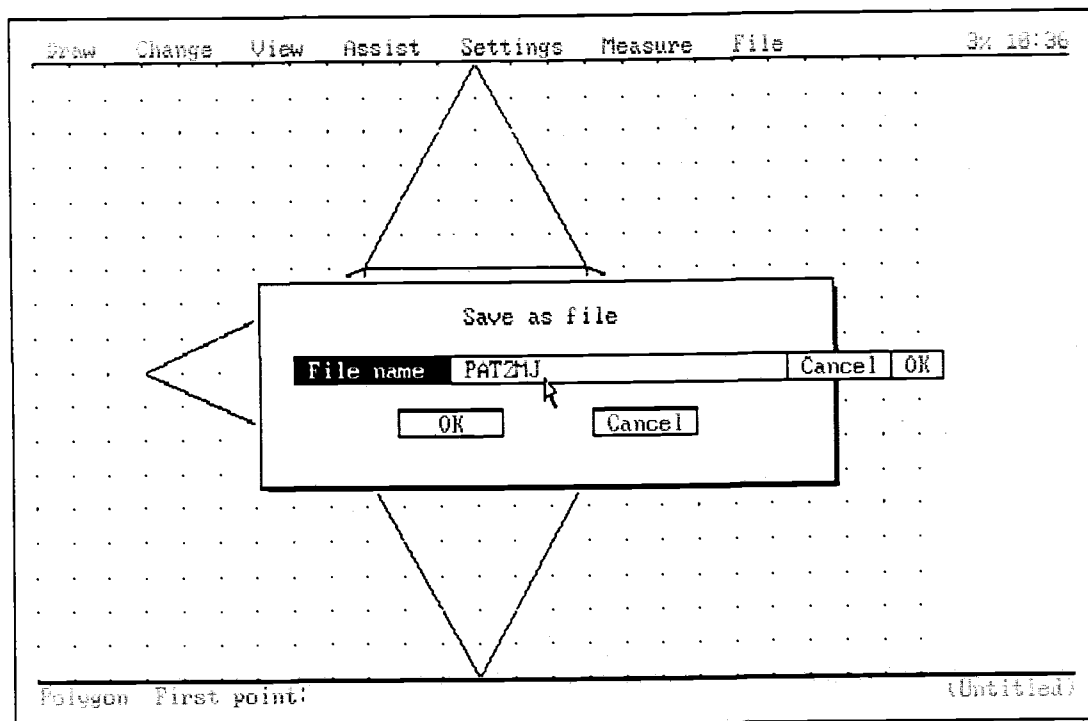 Draw Change View Assist Settings Measure File 3% 10:36
Save as file
File name PAT2MJ Cancel OK
OK Cancel
Polygon First point:
(Untitled)